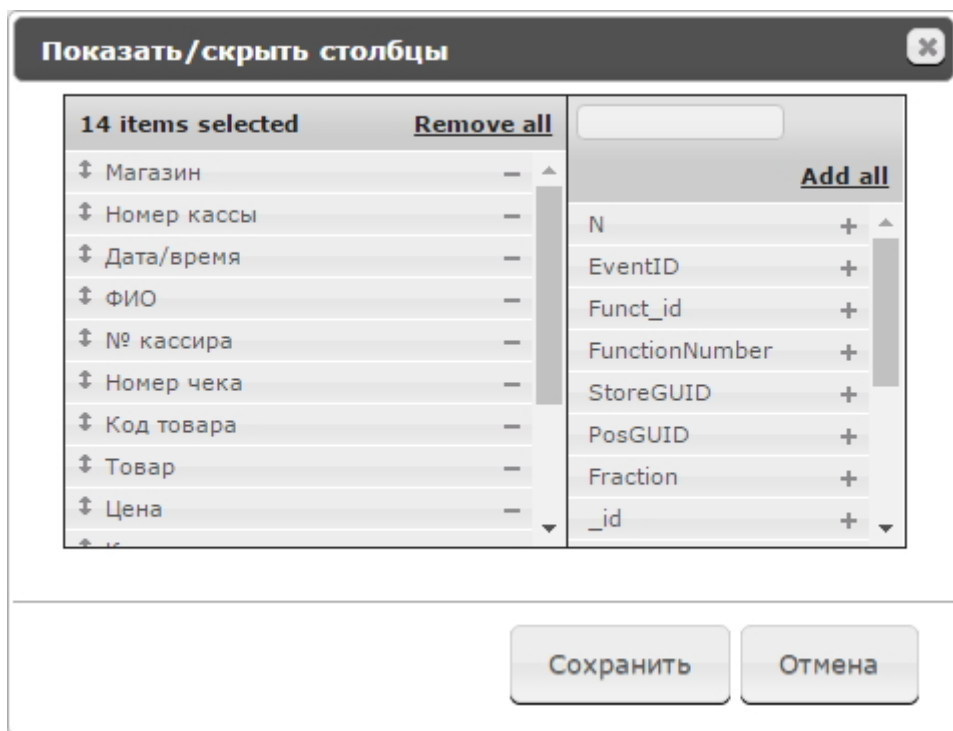 Показать/скрыть столбцы
14 items selected Remove all
Магазин
Номер кассы
Дата/время
ФИО
№ кассира
Номер чека
Код товара
Товар
Цена
Add all
N
EventID
Funct_id
FunctionNumber
StoreGUID
PosGUID
Fraction
_id
Сохранить Отмена